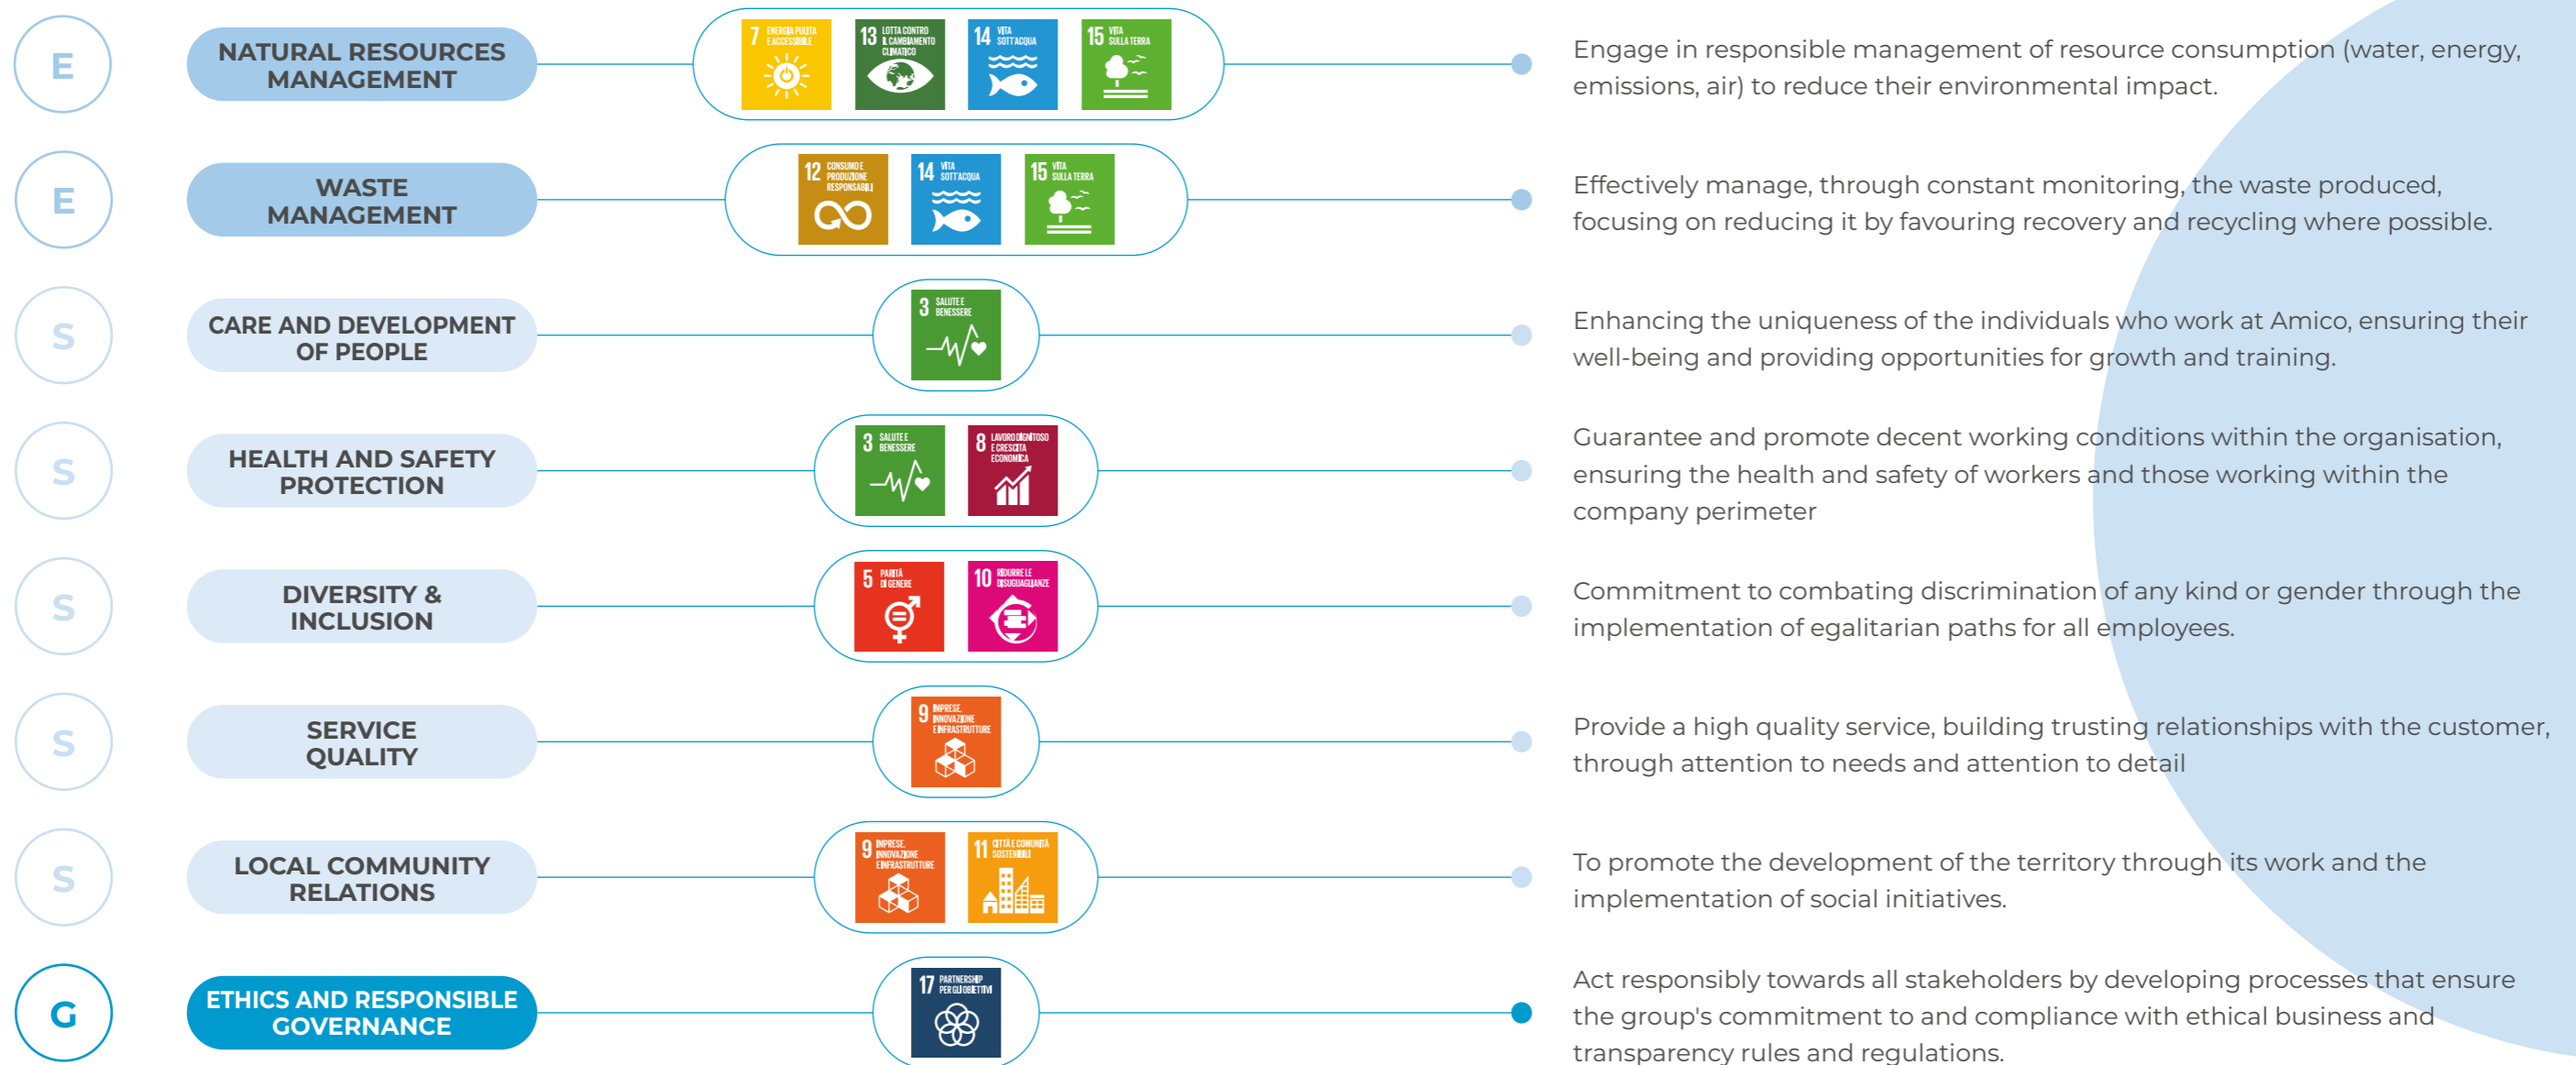 E
NATURAL RESOURCES
MANAGEMENT
7 ENERGIA PULITA
E ACCESSIBILE
13 LOTTA CONTRO
IL CAMBIAMENTO
CLIMATICO
14 VITA
SOTT'ACQUA
15 VITA
SULLA TERRA
Engage in responsible management of resource consumption (water, energy,
emissions, air) to reduce their environmental impact.
E
WASTE
MANAGEMENT
12 CONSUMO E
PRODUZIONE
RESPONSABILI
14 VITA
SOTT'ACQUA
15 VITA
SULLA TERRA
Effectively manage, through constant monitoring, the waste produced,
focusing on reducing it by favouring recovery and recycling where possible.
S
CARE AND DEVELOPMENT
OF PEOPLE
3 SALUTE E
BENESSERE
Enhancing the uniqueness of the individuals who work at Amico, ensuring their
well-being and providing opportunities for growth and training.
S
HEALTH AND SAFETY
PROTECTION
3 SALUTE E
BENESSERE
8 LAVORO DIGNITOSO
E CRESCITA
ECONOMICA
Guarantee and promote decent working conditions within the organisation,
ensuring the health and safety of workers and those working within the
company perimeter
S
DIVERSITY &
INCLUSION
5 PARITÀ
DI GENERE
10 RIDURRE LE
DISUGUAGLIANZE
Commitment to combating discrimination of any kind or gender through the
implementation of egalitarian paths for all employees.
S
SERVICE
QUALITY
9 IMPRESE,
INNOVAZIONE
E INFRASTRUTTURE
Provide a high quality service, building trusting relationships with the customer,
through attention to needs and attention to detail
S
LOCAL COMMUNITY
RELATIONS
9 IMPRESE,
INNOVAZIONE
E INFRASTRUTTURE
11 CITTÀ E COMUNITÀ
SOSTENIBILI
To promote the development of the territory through its work and the
implementation of social initiatives.
G
ETHICS AND RESPONSIBLE
GOVERNANCE
17 PARTNERSHIP
PER GLI OBIETTIVI
Act responsibly towards all stakeholders by developing processes that ensure
the group's commitment to and compliance with ethical business and
transparency rules and regulations.